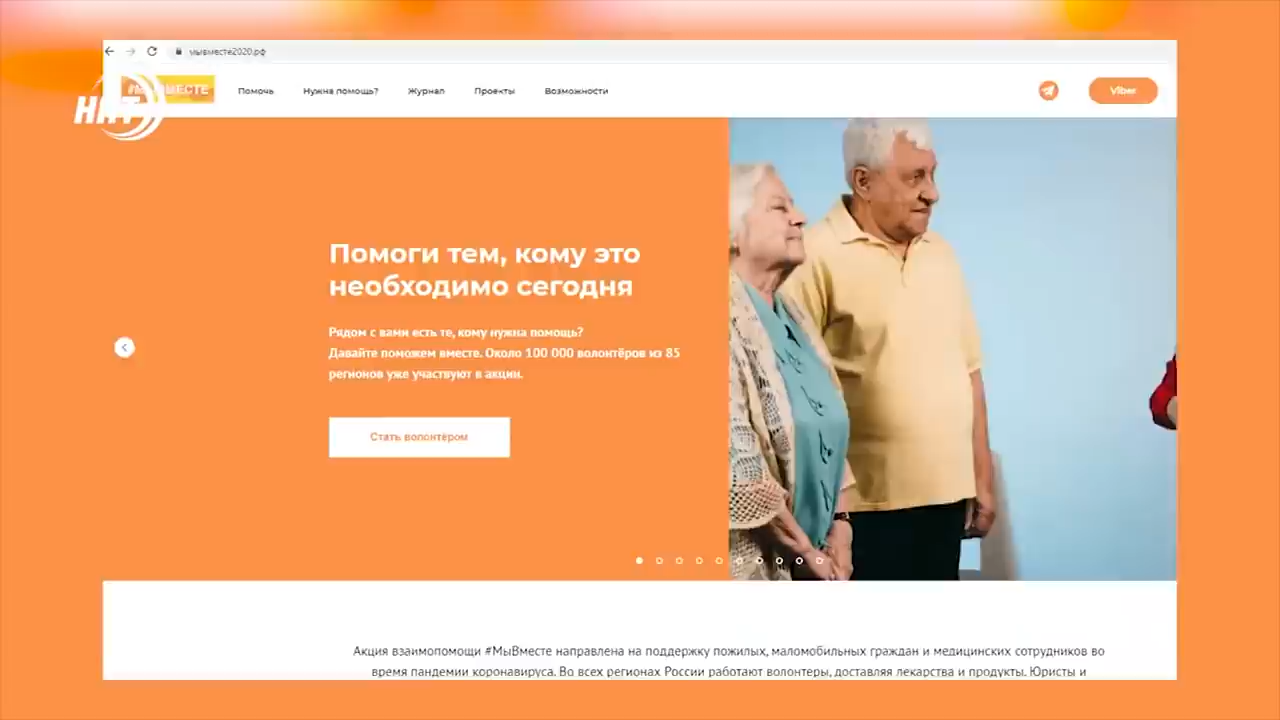 мывместе2020.рф
#МЫВМЕСТЕ
Помочь
Нужна помощь?
Журнал
Проекты
Возможности
Viber
ННТ
Помоги тем, кому это
необходимо сегодня
Рядом с вами есть те, кому нужна помощь?
Давайте поможем вместе. Около 100 000 волонтёров из 85
регионов уже участвуют в акции.
Стать волонтёром
Акция взаимопомощи #МыВместе направлена на поддержку пожилых, маломобильных граждан и медицинских сотрудников во
время пандемии коронавируса. Во всех регионах России работают волонтеры, доставляя лекарства и продукты. Юристы и